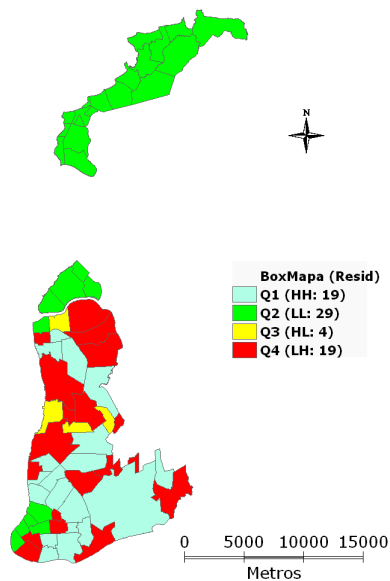 N
BoxMapa (Resid)
Q1 (HH: 19)
Q2 (LL: 29)
Q3 (HL: 4)
Q4 (LH: 19)
0 5000 10000 15000
Metros